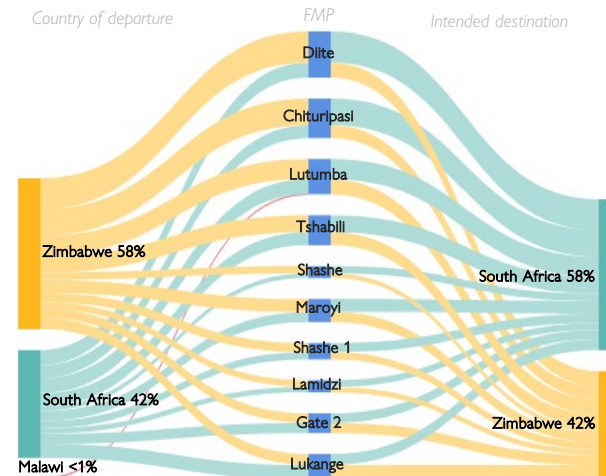 Country of departure
FMP
Intended destination
Diite
Chituripasi
Lutumba
Tshabili
Zimbabwe 58%
Shashe
South Africa 58%
Maroyi
Shashe 1
Lamidzi
South Africa 42%
Gate 2
Zimbabwe 42%
Lukange
Malawi <1%